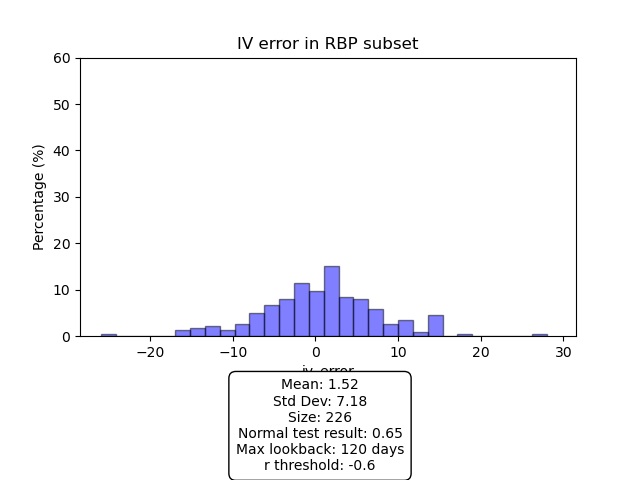 IV error in RBP subset
60
50
40
30
20
10
0
Percentage (%)
−20 −10 0 10 20 30
iv_error
Mean: 1.52
Std Dev: 7.18
Size: 226
Normal test result: 0.65
Max lookback: 120 days
r threshold: -0.6